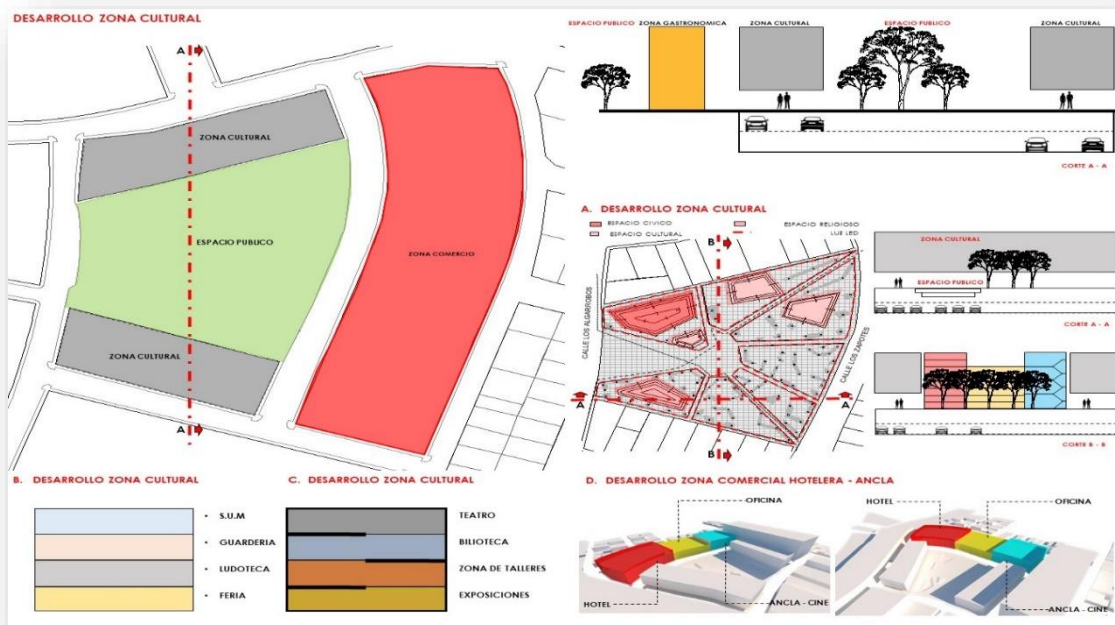 DESARROLLO ZONA CULTURAL
A
ZONA CULTURAL
ESPACIO PUBLICO
ZONA COMERCIO
ZONA CULTURAL
A
ESPACIO PUBLICO ZONA GASTRONOMICA ZONA CULTURAL ESPACIO PUBLICO ZONA CULTURAL
CORTE A - A
A. DESARROLLO ZONA CULTURAL
ESPACIO CIVICO ESPACIO RELIGIOSO
ESPACIO CULTURAL LUE LED
B
CALLE LOS ALGARROBOS
CALLE LOS ZAPOTES
A A
B
ZONA CULTURAL
ESPACIO PUBLICO
CORTE A - A
CORTE B - B
B. DESARROLLO ZONA CULTURAL
• S.U.M
• GUARDERIA
• LUDOTECA
• FERIA
C. DESARROLLO ZONA CULTURAL
TEATRO
BILIOTECA
ZONA DE TALLERES
EXPOSICIONES
D. DESARROLLO ZONA COMERCIAL HOTELERA - ANCLA
OFICINA
HOTEL
ANCLA - CINE
HOTEL
OFICINA
ANCLA - CINE